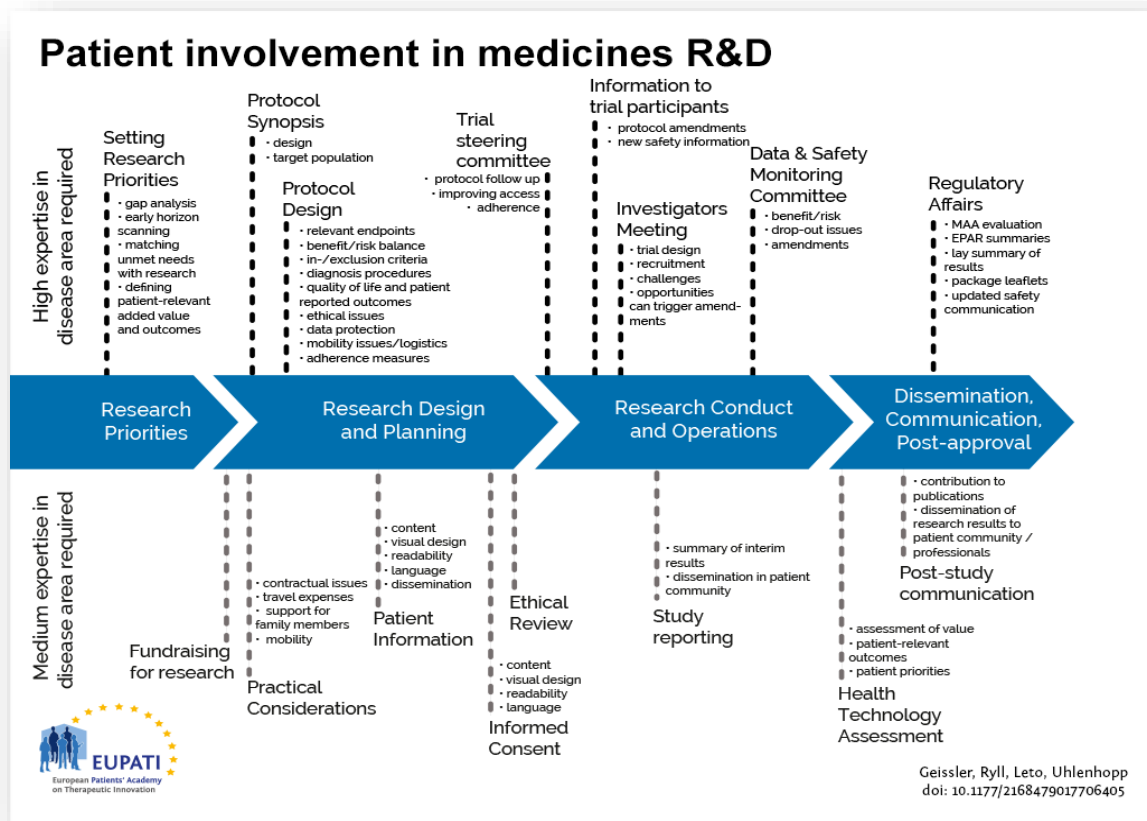 Patient involvement in medicines R&D
High expertise in
disease area required
Setting
Research
Priorities
• gap analysis
• early horizon
scanning
• matching
unmet needs
with research
• defining
patient-relevant
added value
and outcomes
Protocol
Synopsis
• design
• target population
Protocol
Design
• relevant endpoints
• benefit/risk balance
• in-/exclusion criteria
• diagnosis procedures
• quality of life and patient
reported outcomes
• ethical issues
• data protection
• mobility issues/logistics
• adherence measures
Trial
steering
committee
• protocol follow up
• improving access
• adherence
Information to
trial participants
• protocol amendments
• new safety information
Investigators
Meeting
• trial design
• recruitment
• challenges
• opportunities
can trigger amend-
ments
Data & Safety
Monitoring
Committee
• benefit/risk
• drop-out issues
• amendments
Regulatory
Affairs
• MAA evaluation
• EPAR summaries
• lay summary of
results
• package leaflets
• updated safety
communication
Research
Priorities
Research Design
and Planning
Research Conduct
and Operations
Dissemination,
Communication,
Post-approval
Medium expertise in
disease area required
Fundraising
for research
• contractual issues
• travel expenses
• support for
family members
• mobility
Practical
Considerations
• content
• visual design
• readability
• language
• dissemination
Patient
Information
• content
• visual design
• readability
• language
Informed
Consent
Ethical
Review
• summary of interim
results
• dissemination in patient
community
Study
reporting
• assessment of value
• patient-relevant
outcomes
• patient priorities
Health
Technology
Assessment
• contribution to
publications
• dissemination of
research results to
patient community /
professionals
Post-study
communication
EUPATI
European Patients' Academy
on Therapeutic Innovation
Geissler, Ryll, Leto, Uhlenhopp
doi: 10.1177/2168479017706405